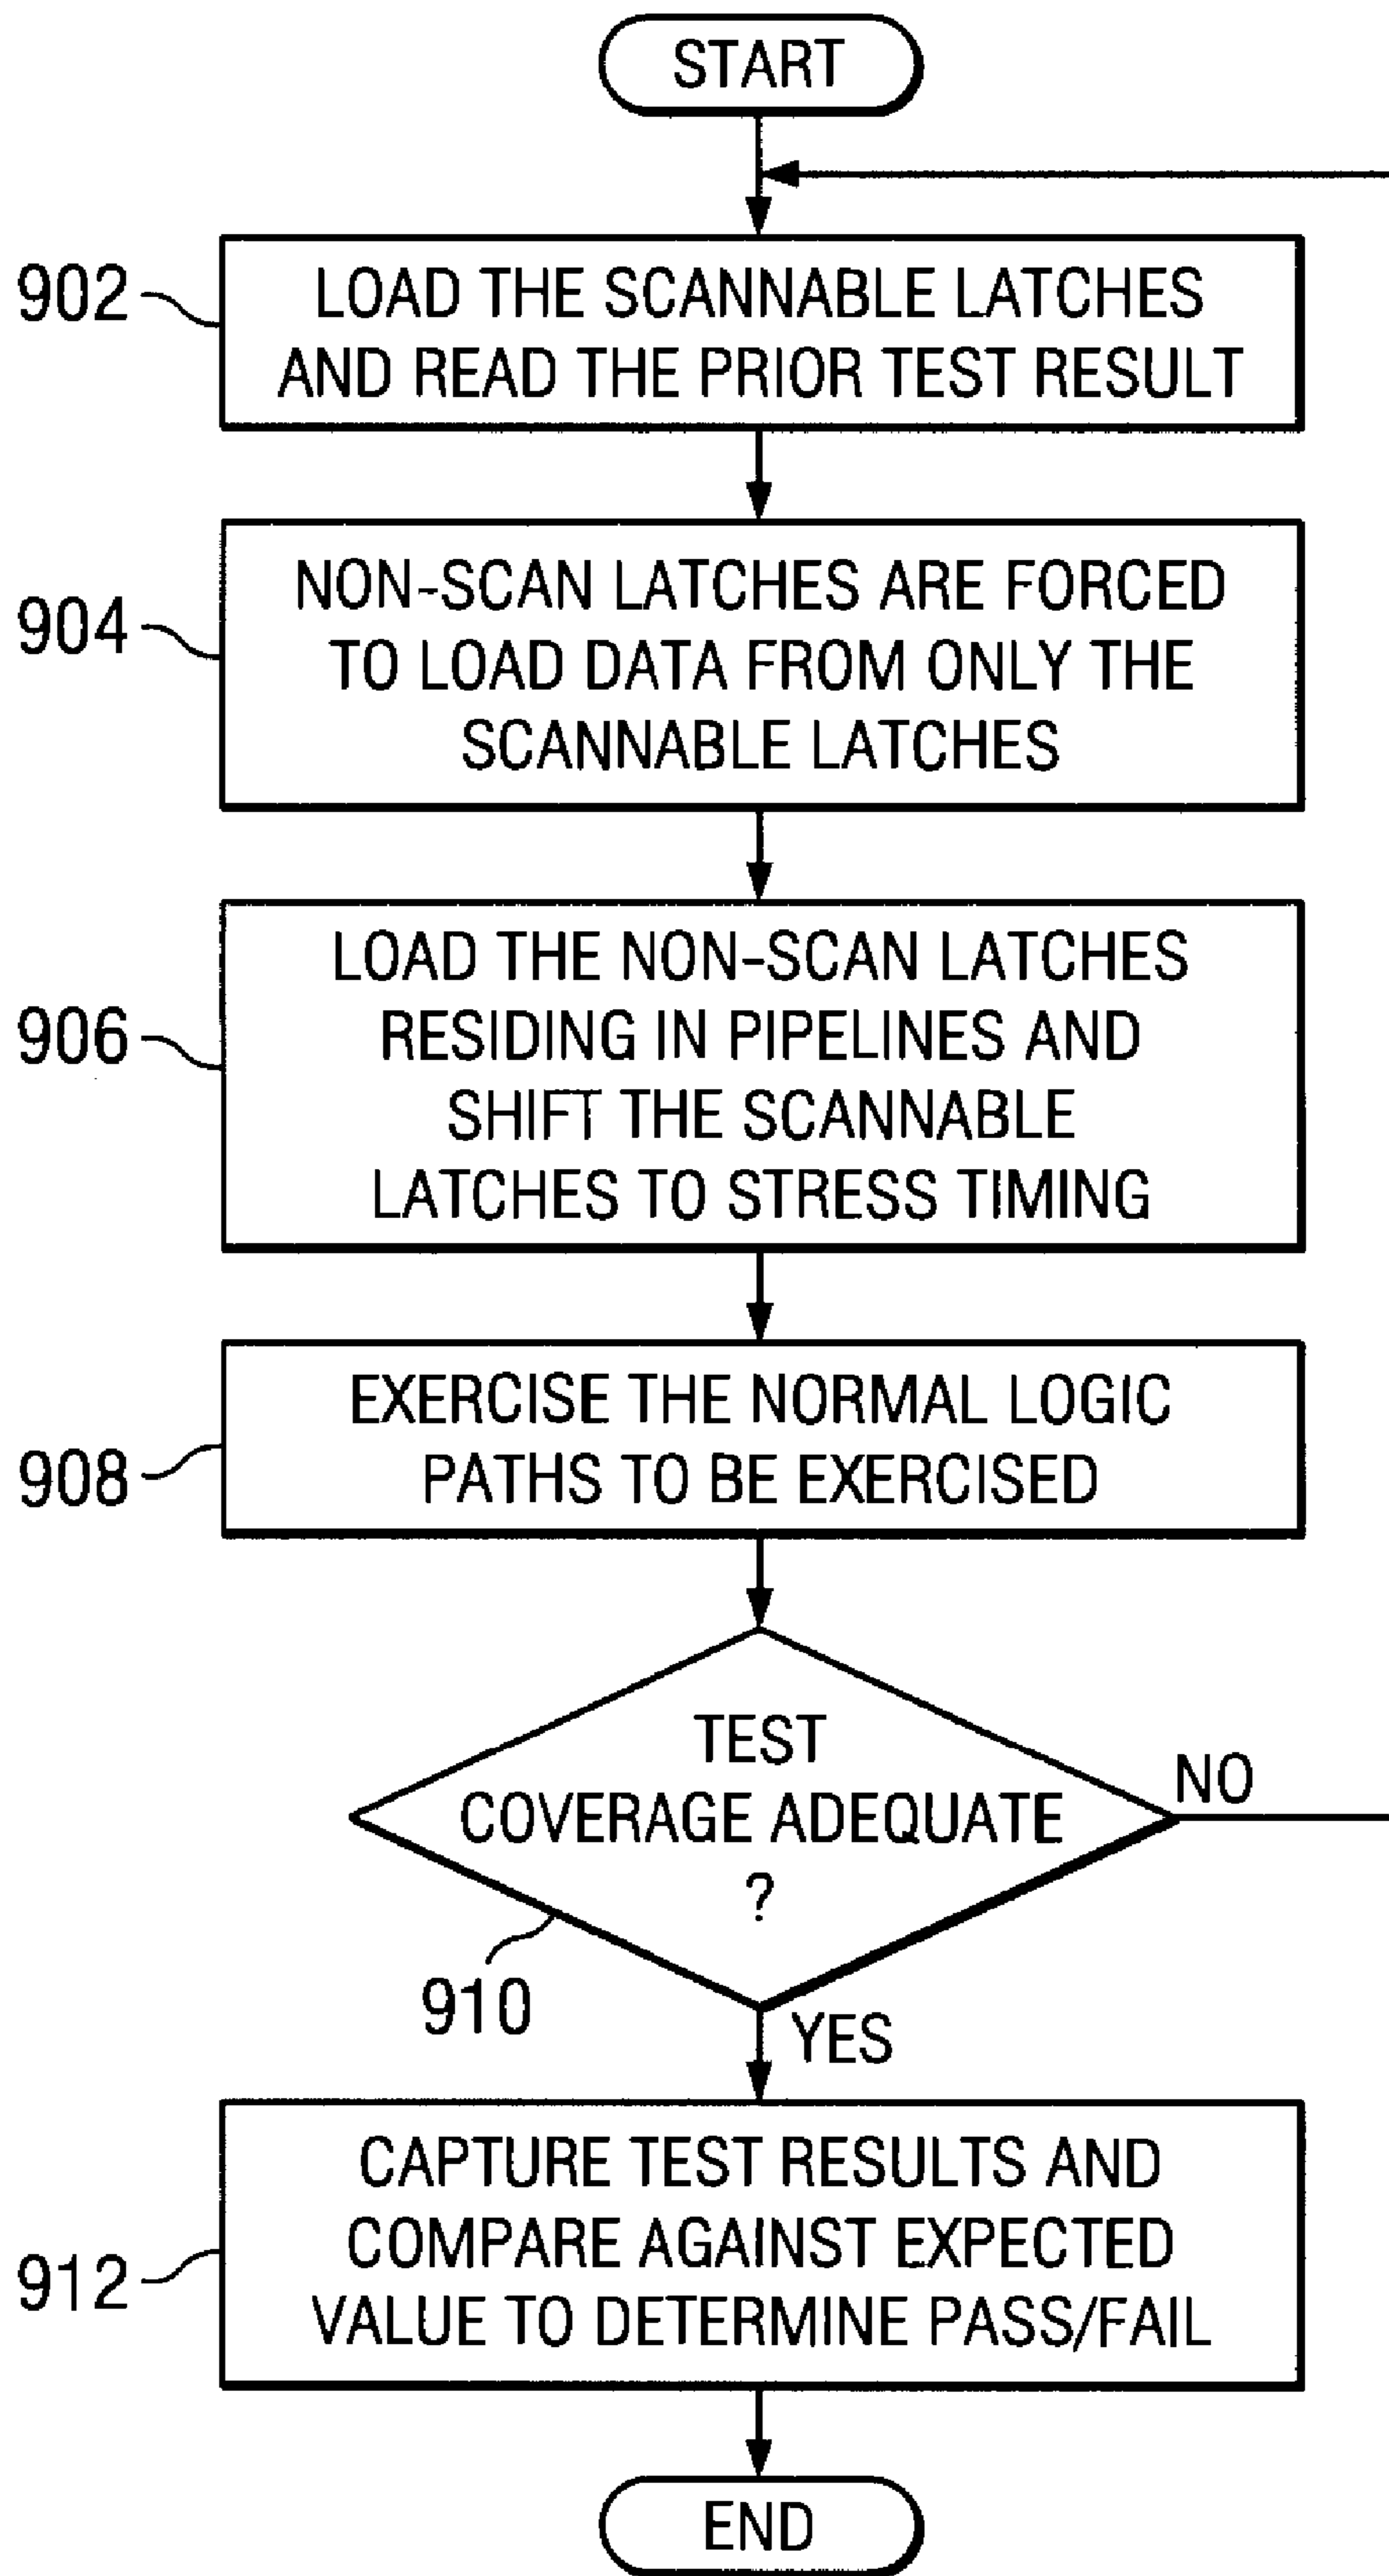 START
902
LOAD THE SCANNABLE LATCHES
AND READ THE PRIOR TEST RESULT
904
NON-SCAN LATCHES ARE FORCED
TO LOAD DATA FROM ONLY THE
SCANNABLE LATCHES
906
LOAD THE NON-SCAN LATCHES
RESIDING IN PIPELINES AND
SHIFT THE SCANNABLE
LATCHES TO STRESS TIMING
908
EXERCISE THE NORMAL LOGIC
PATHS TO BE EXERCISED
TEST
COVERAGE ADEQUATE
?
NO
910
YES
912
CAPTURE TEST RESULTS AND
COMPARE AGAINST EXPECTED
VALUE TO DETERMINE PASS/FAIL
END